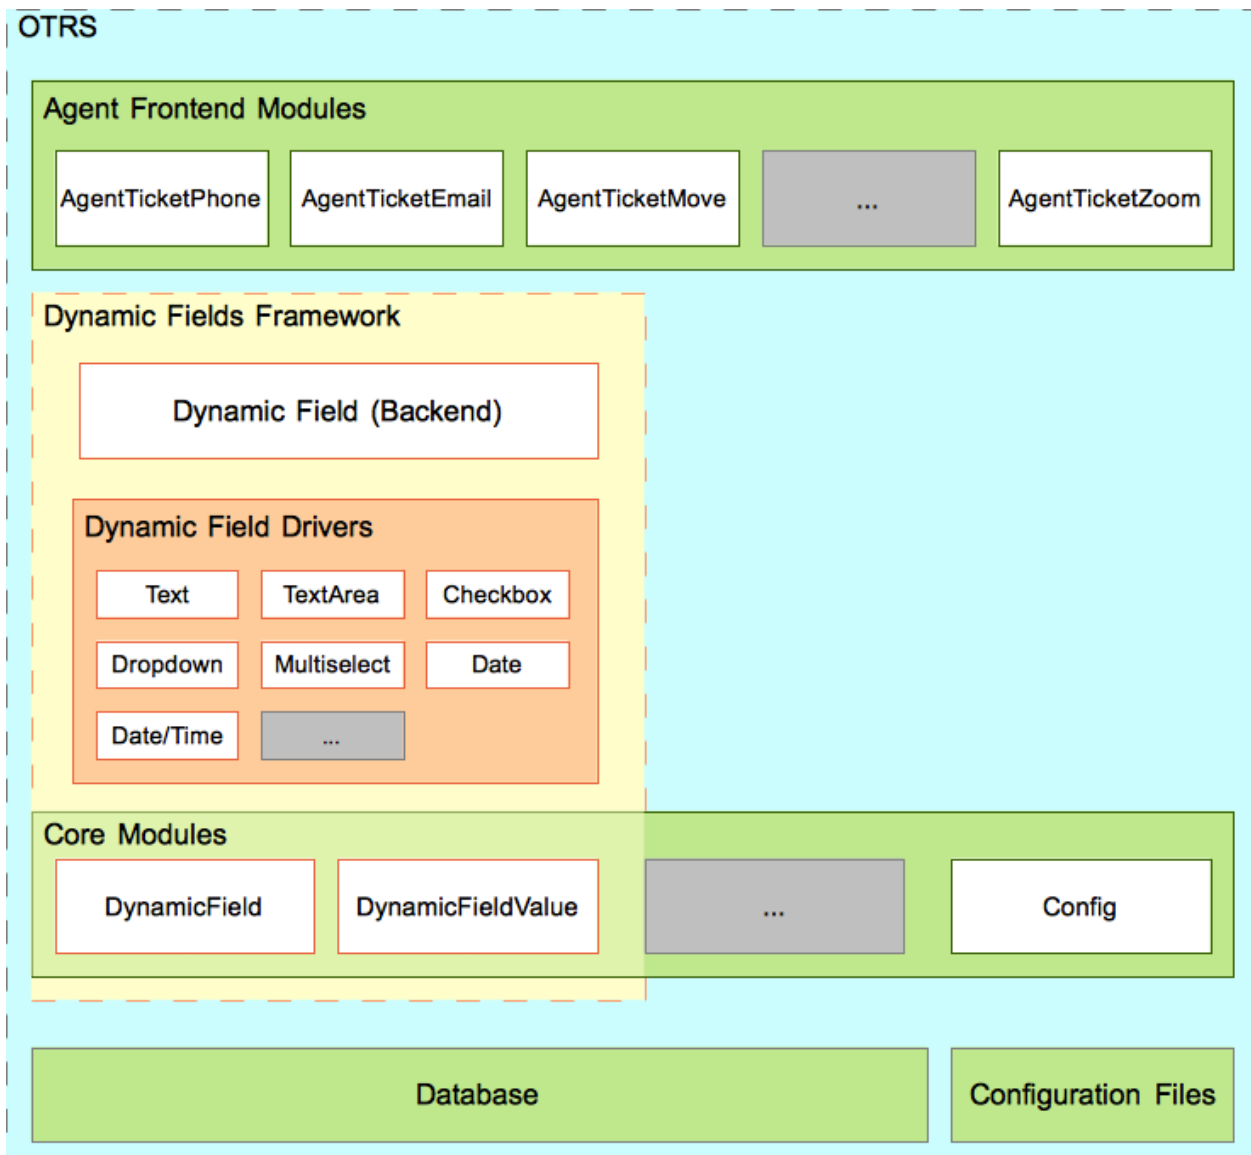 OTRS
Agent Frontend Modules
AgentTicketPhone
AgentTicketEmail
AgentTicketMove
...
AgentTicketZoom
Dynamic Fields Framework
Dynamic Field (Backend)
Dynamic Field Drivers
Text
TextArea
Checkbox
Dropdown
Multiselect
Date
Date/Time
...
Core Modules
DynamicField
DynamicFieldValue
...
Config
Database
Configuration Files